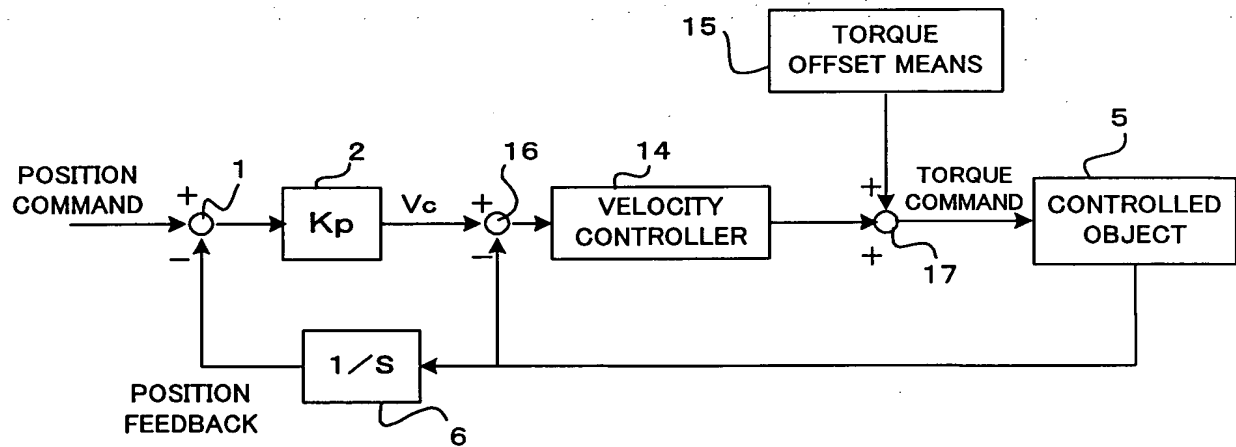 15
TORQUE
OFFSET MEANS
5
POSITION
COMMAND
+
1
2
Kp
Vc
+
16
14
VELOCITY
CONTROLLER
+
TORQUE
COMMAND
CONTROLLED
OBJECT
−
−
+
17
1/S
POSITION
FEEDBACK
6